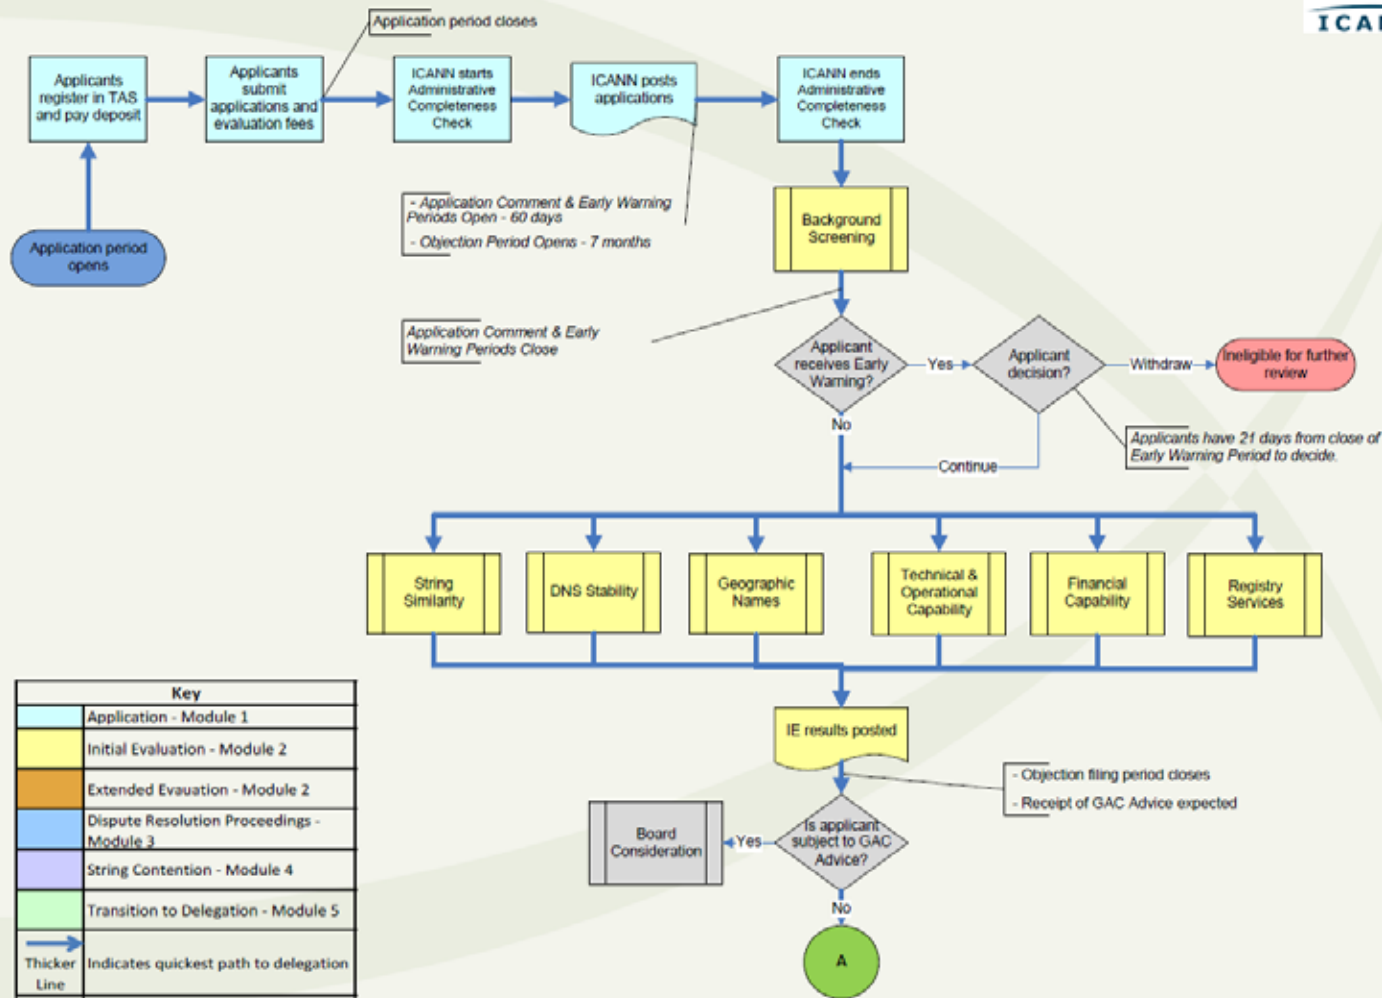 ICAN
Application period closes
Applicants
register in TAS
and pay deposit
Applicants
submit
applications and
evaluation fees
ICANN starts
Administrative
Completeness
Check
ICANN posts
applications
ICANN ends
Administrative
Completeness
Check
- Application Comment & Early Warning
Periods Open - 60 days
- Objection Period Opens - 7 months
Background
Screening
Application period
opens
Application Comment & Early
Warning Periods Close
Applicant
receives Early
Warning?
Yes
Applicant
decision?
Withdraw
Ineligible for further
review
No
Applicants have 21 days from close of
Early Warning Period to decide.
Continue
String
Similarity
DNS Stability
Geographic
Names
Technical &
Operational
Capability
Financial
Capability
Registry
Services
Key
Application - Module 1
Initial Evaluation - Module 2
Extended Evauation - Module 2
Dispute Resolution Proceedings -
Module 3
String Contention - Module 4
Transition to Delegation - Module 5
Thicker
Line
Indicates quickest path to delegation
IE results posted
- Objection filing period closes
- Receipt of GAC Advice expected
Board
Consideration
Yes
Is applicant
subject to GAC
Advice?
No
A